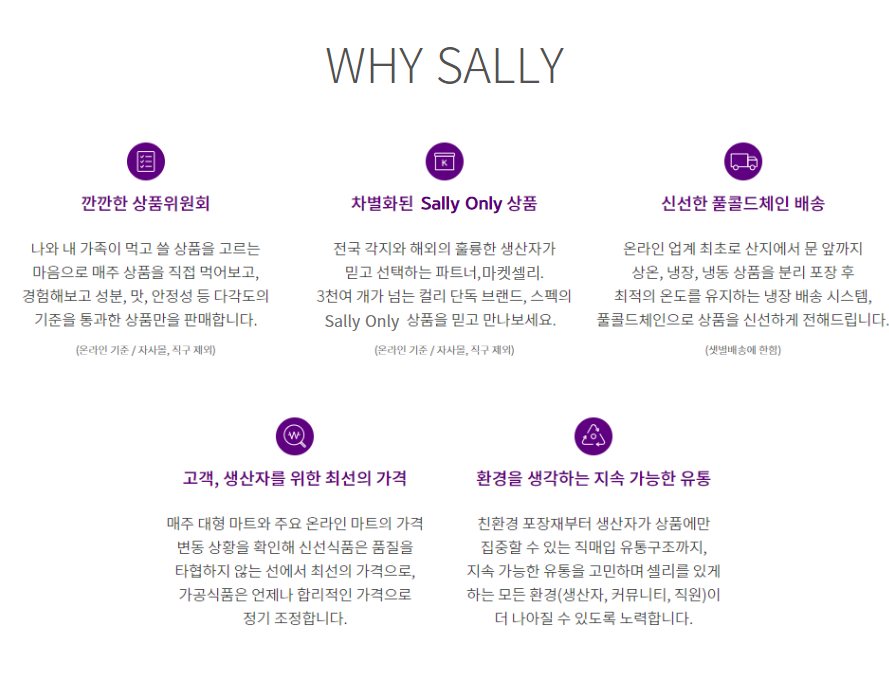 WHY SALLY
깐깐한 상품위원회
나와 내 가족이 먹고 쓸 상품을 고르는
마음으로 매주 상품을 직접 먹어보고,
경험해보고 성분, 맛, 안정성 등 다각도의
기준을 통과한 상품만을 판매합니다.
(온라인 기준 / 자사몰, 직구 제외)
K
차별화된 Sally Only 상품
전국 각지와 해외의 훌륭한 생산자가
믿고 선택하는 파트너,마켓셀리.
3천여 개가 넘는 컬리 단독 브랜드, 스펙의
Sally Only 상품을 믿고 만나보세요.
(온라인 기준 / 자사몰, 직구 제외)
신선한 풀콜드체인 배송
온라인 업계 최초로 산지에서 문 앞까지
상온, 냉장, 냉동 상품을 분리 포장 후
최적의 온도를 유지하는 냉장 배송 시스템,
풀콜드체인으로 상품을 신선하게 전해드립니다.
(샛별배송에 한함)
W
고객, 생산자를 위한 최선의 가격
매주 대형 마트와 주요 온라인 마트의 가격
변동 상황을 확인해 신선식품은 품질을
타협하지 않는 선에서 최선의 가격으로,
가공식품은 언제나 합리적인 가격으로
정기 조정합니다.
환경을 생각하는 지속 가능한 유통
친환경 포장재부터 생산자가 상품에만
집중할 수 있는 직매입 유통구조까지,
지속 가능한 유통을 고민하며 셀리를 있게
하는 모든 환경(생산자, 커뮤니티, 직원)이
더 나아질 수 있도록 노력합니다.